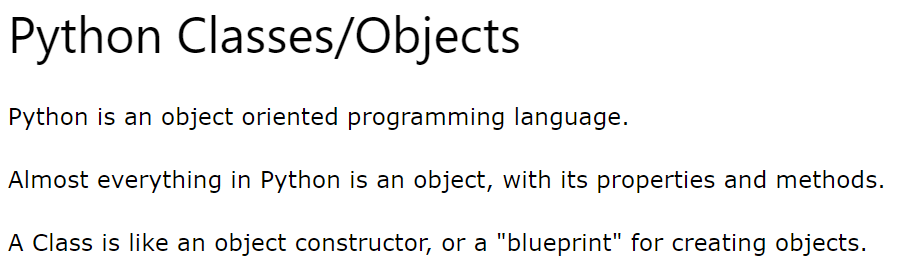 Python Classes/Objects
Python is an object oriented programming language.
Almost everything in Python is an object, with its properties and methods.
A Class is like an object constructor, or a "blueprint" for creating objects.